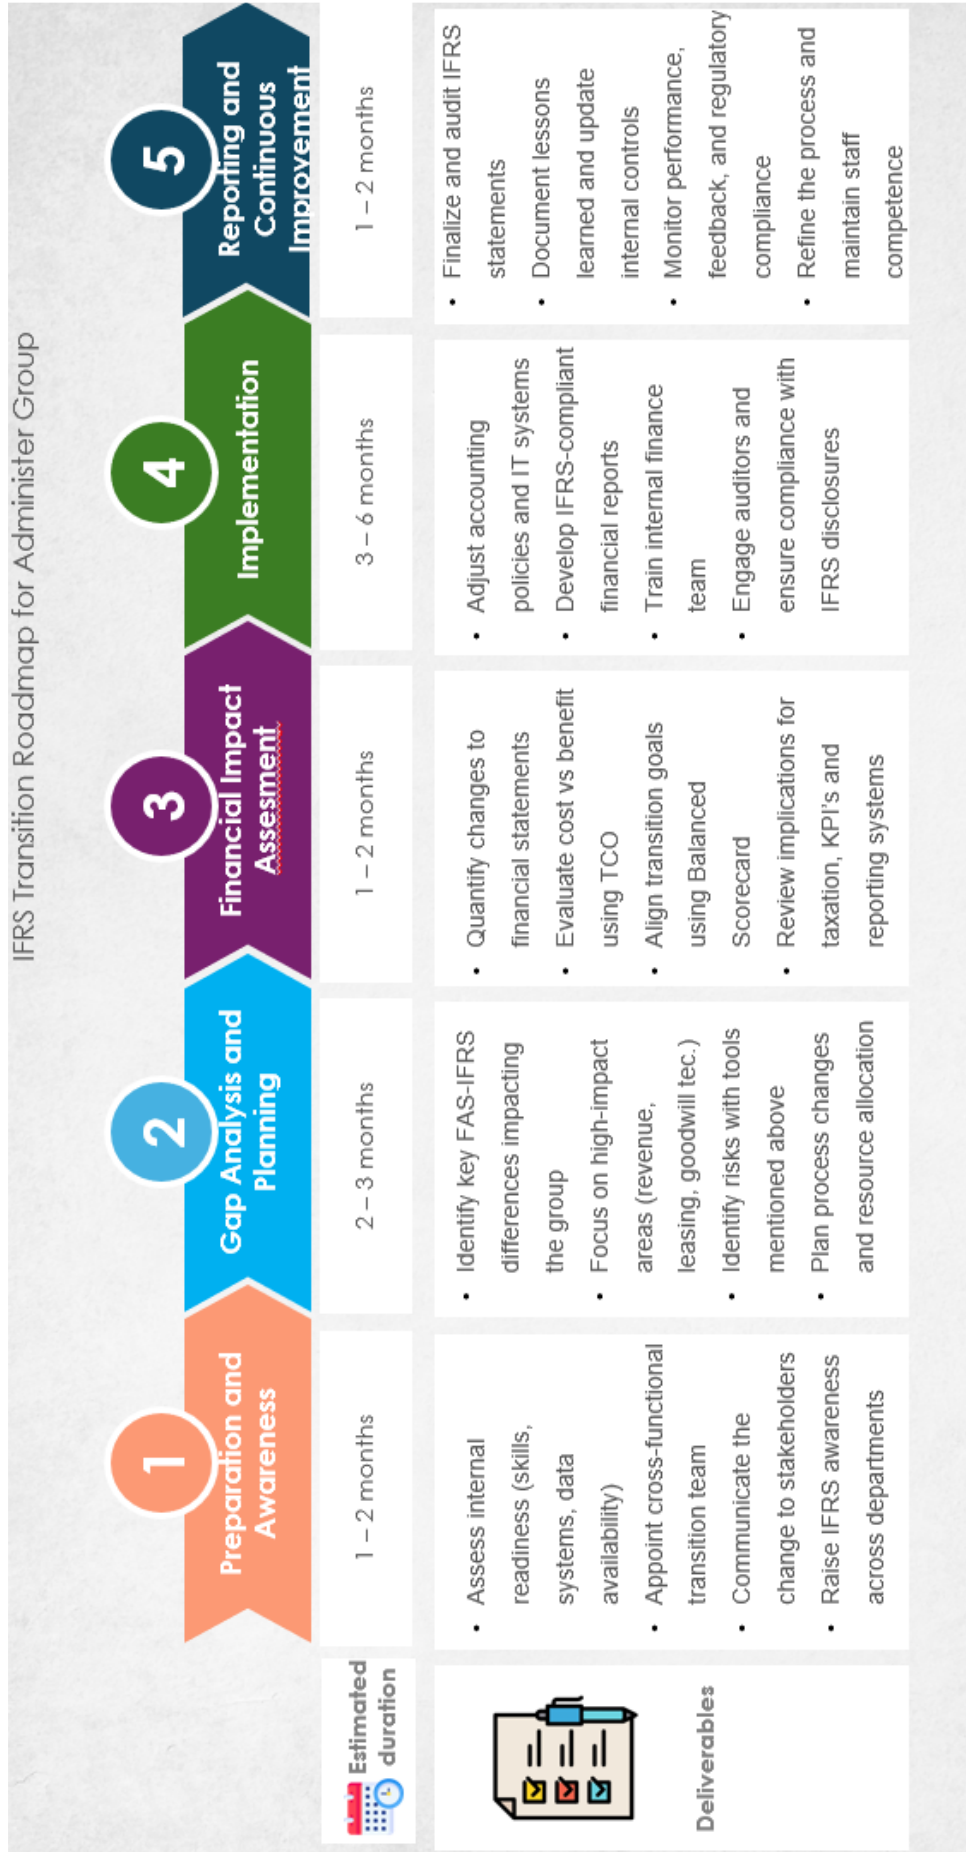 IFRS Transition Roadmap for Administer Group
1
Preparation and
Awareness
2
Gap Analysis and
Planning
3
Financial Impact
Assesment
4
Implementation
5
Reporting and
Continuous
Improvement
Estimated
duration
1 – 2 months
2 – 3 months
1 – 2 months
3 – 6 months
1 – 2 months
Deliverables
• Assess internal
readiness (skills,
systems, data
availability)
• Appoint cross-functional
transition team
• Communicate the
change to stakeholders
• Raise IFRS awareness
across departments
• Identify key FAS-IFRS
differences impacting
the group
• Focus on high-impact
areas (revenue,
leasing, goodwill tec.)
• Identify risks with tools
mentioned above
• Plan process changes
and resource allocation
• Quantify changes to
financial statements
• Evaluate cost vs benefit
using TCO
• Align transition goals
using Balanced
Scorecard
• Review implications for
taxation, KPI's and
reporting systems
• Adjust accounting
policies and IT systems
• Develop IFRS-compliant
financial reports
• Train internal finance
team
• Engage auditors and
ensure compliance with
IFRS disclosures
• Finalize and audit IFRS
statements
• Document lessons
learned and update
internal controls
• Monitor performance,
feedback, and regulatory
compliance
• Refine the process and
maintain staff
competence